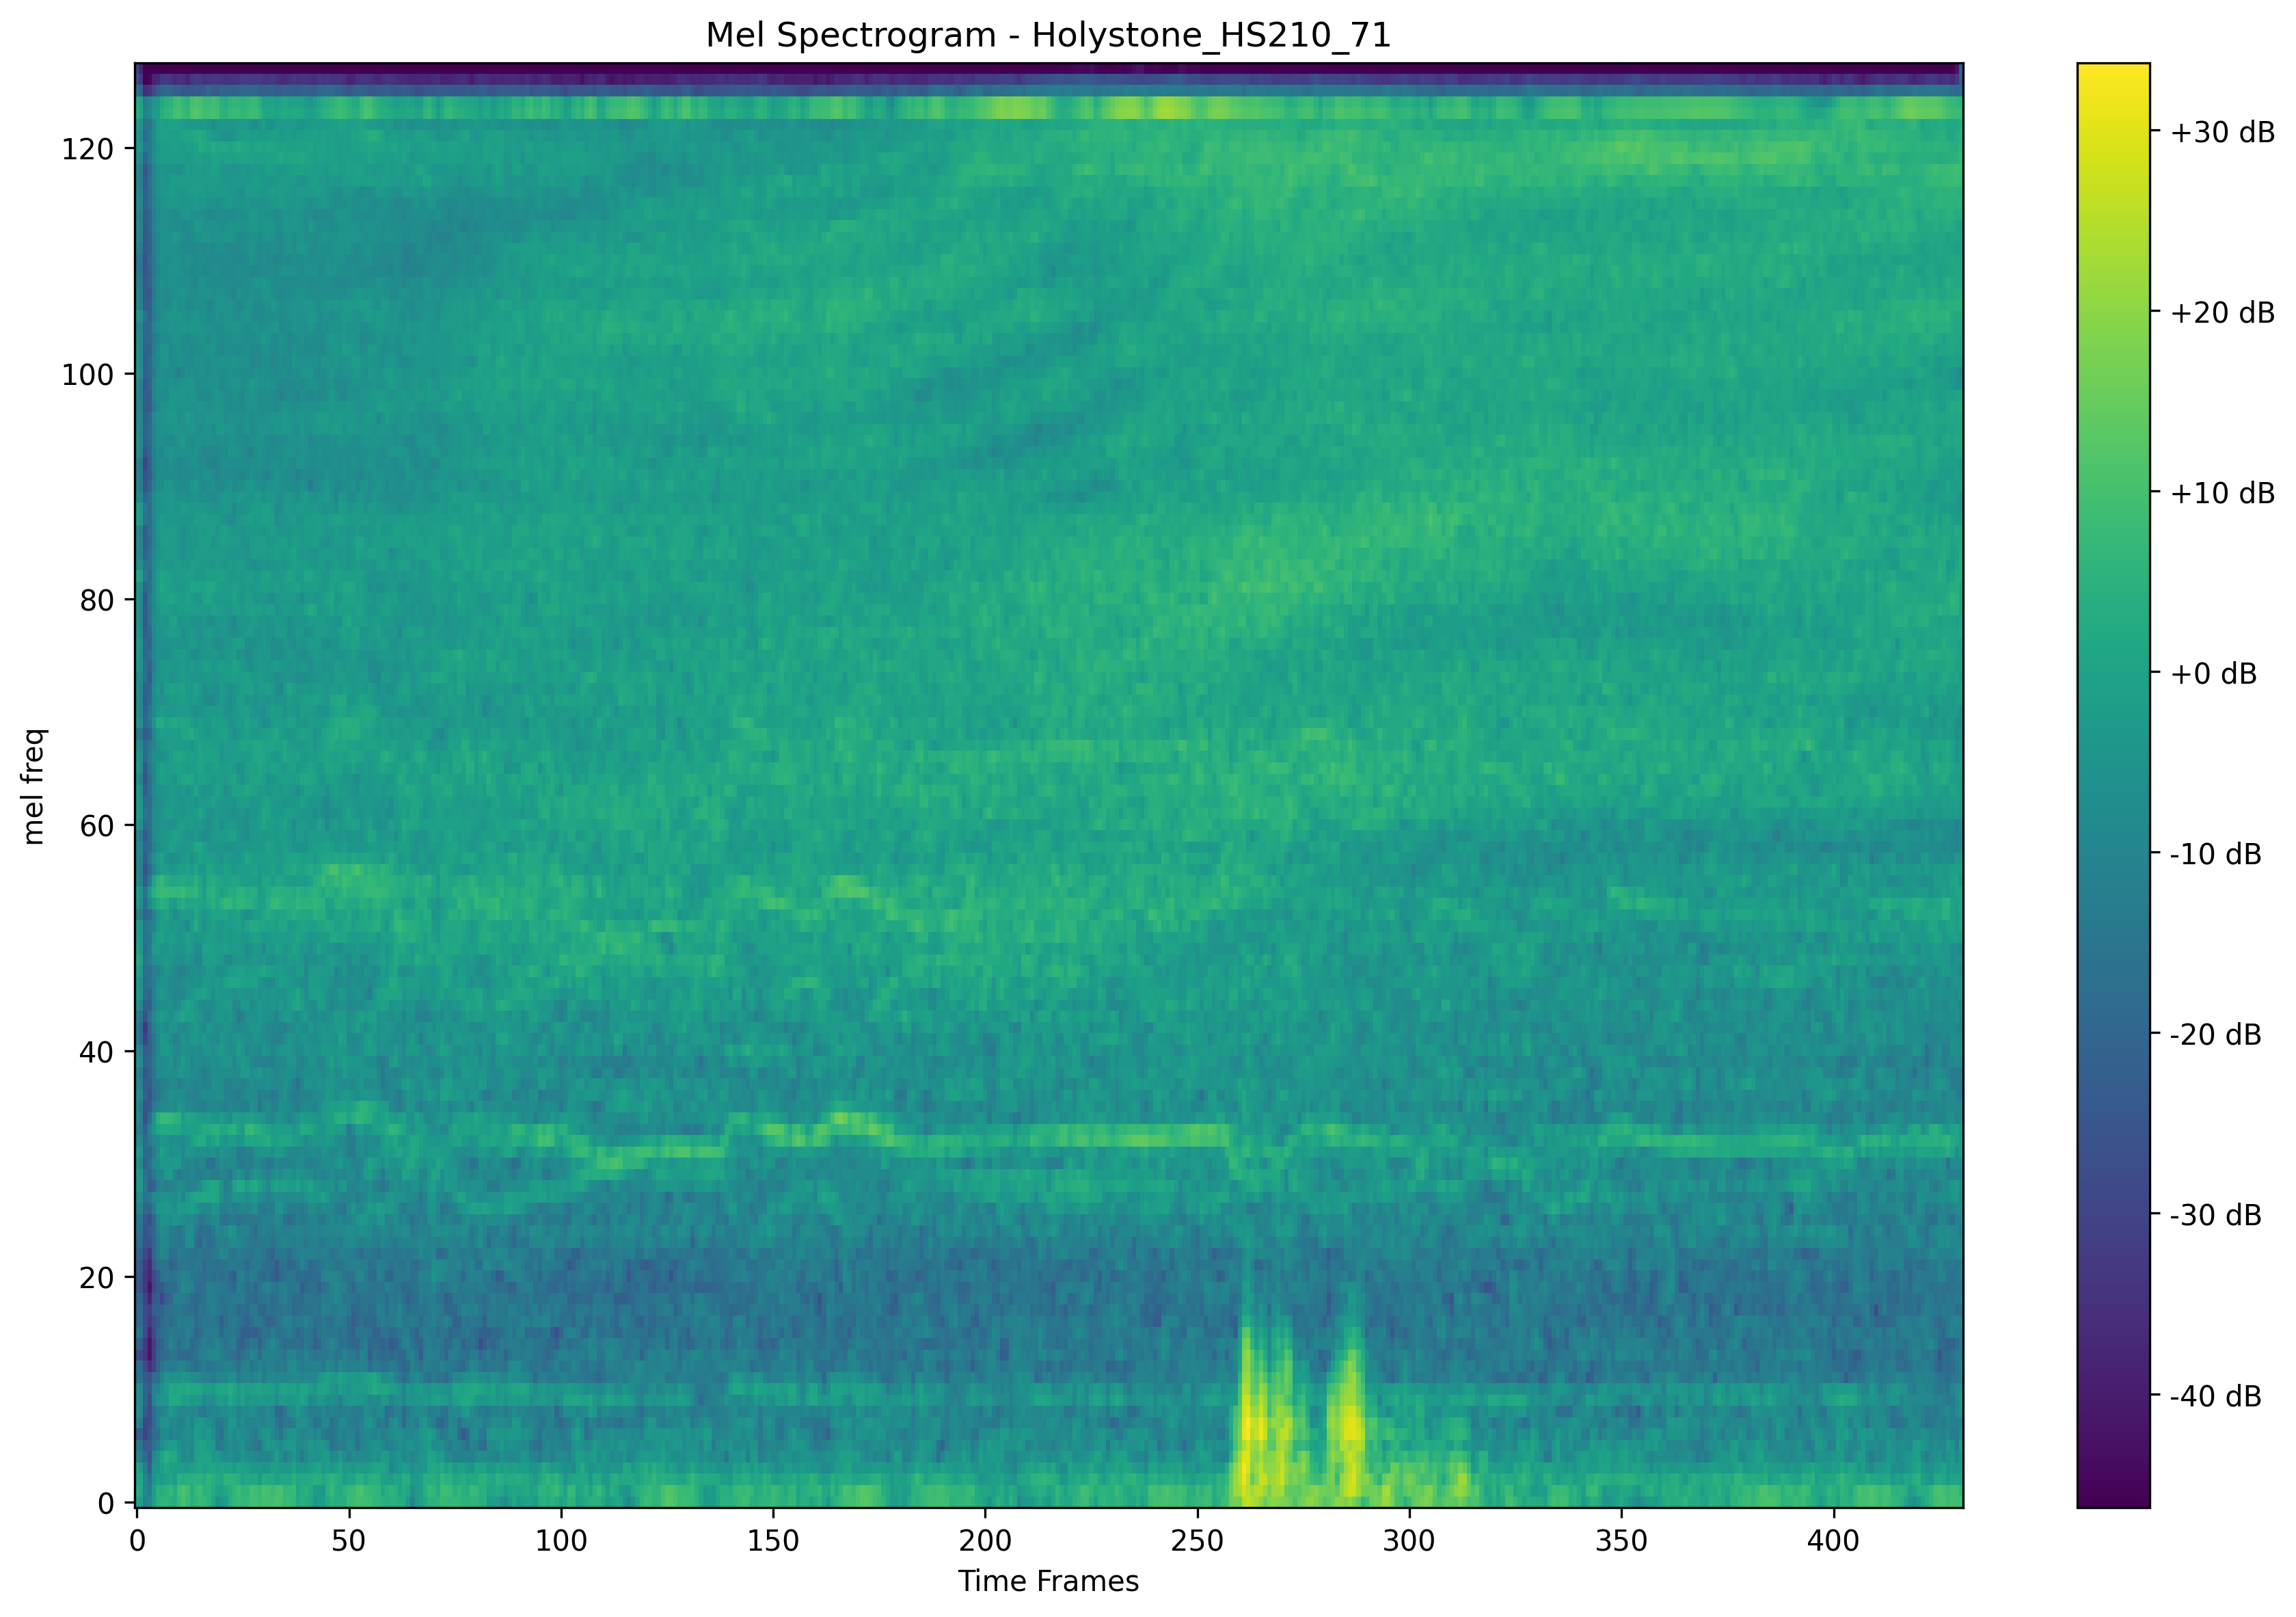 Mel Spectrogram - Holystone_HS210_71
mel freq
120
100
80
60
40
20
0
0 50 100 150 200 250 300 350 400
Time Frames
+30 dB
+20 dB
+10 dB
+0 dB
-10 dB
-20 dB
-30 dB
-40 dB